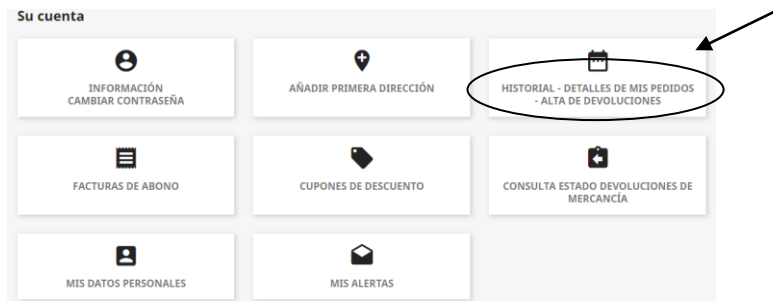 Su cuenta
INFORMACIÓN
CAMBIAR CONTRASEÑA
AÑADIR PRIMERA DIRECCIÓN
HISTORIAL - DETALLES DE MIS PEDIDOS
- ALTA DE DEVOLUCIONES
FACTURAS DE ABONO
CUPONES DE DESCUENTO
CONSULTA ESTADO DEVOLUCIONES DE
MERCANCÍA
MIS DATOS PERSONALES
MIS ALERTAS